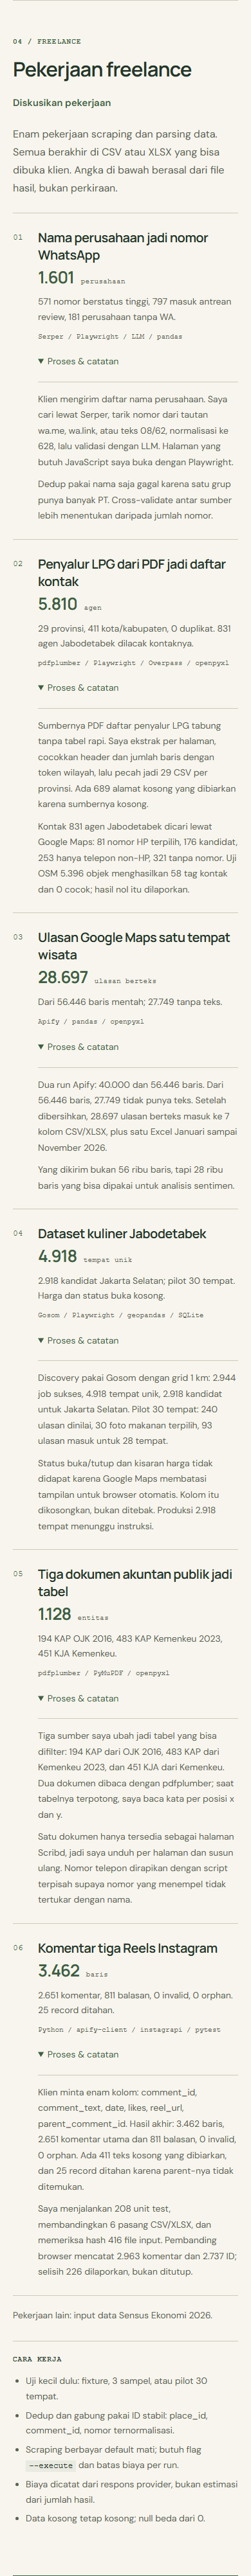 04 / FREELANCE
Pekerjaan freelance
Diskusikan pekerjaan
Enam pekerjaan scraping dan parsing data.
Semua berakhir di CSV atau XLSX yang bisa
dibuka klien. Angka di bawah berasal dari file
hasil, bukan perkiraan.
01 Nama perusahaan jadi nomor
WhatsApp
1.601 perusahaan
571 nomor berstatus tinggi, 797 masuk antrean
review, 181 perusahaan tanpa WA.
Serper / Playwright / LLM / pandas
▼ Proses & catatan
Klien mengirim daftar nama perusahaan. Saya
cari lewat Serper, tarik nomor dari tautan
wa.me, wa.link, atau teks 08/62, normalisasi ke
628, lalu validasi dengan LLM. Halaman yang
butuh JavaScript saya buka dengan Playwright.
Dedup pakai nama saja gagal karena satu grup
punya banyak PT. Cross-validate antar sumber
lebih menentukan daripada jumlah nomor.
02 Penyalur LPG dari PDF jadi daftar
kontak
5.810 agen
29 provinsi, 411 kota/kabupaten, 0 duplikat. 831
agen Jabodetabek dilacak kontaknya.
pdfplumber / Playwright / Overpass / openpyxl
▼ Proses & catatan
Sumbernya PDF daftar penyalur LPG tabung
tanpa tabel rapi. Saya ekstrak per halaman,
cocokkan header dan jumlah baris dengan
token wilayah, lalu pecah jadi 29 CSV per
provinsi. Ada 689 alamat kosong yang dibiarkan
karena sumbernya kosong.
Kontak 831 agen Jabodetabek dicari lewat
Google Maps: 81 nomor HP terpilih, 176 kandidat,
253 hanya telepon non-HP, 321 tanpa nomor. Uji
OSM 5.396 objek menghasilkan 58 tag kontak
dan 0 cocok; hasil nol itu dilaporkan.
03 Ulasan Google Maps satu tempat
wisata
28.697 ulasan berteks
Dari 56.446 baris mentah; 27.749 tanpa teks.
Apify / pandas / openpyxl
▼ Proses & catatan
Dua run Apify: 40.000 dan 56.446 baris. Dari
56.446 baris, 27.749 tidak punya teks. Setelah
dibersihkan, 28.697 ulasan berteks masuk ke 7
kolom CSV/XLSX, plus satu Excel Januari sampai
November 2026.
Yang dikirim bukan 56 ribu baris, tapi 28 ribu
baris yang bisa dipakai untuk analisis sentimen.
04 Dataset kuliner Jabodetabek
4.918 tempat unik
2.918 kandidat Jakarta Selatan; pilot 30 tempat.
Harga dan status buka kosong.
Gosom / Playwright / geopandas / SQLite
▼ Proses & catatan
Discovery pakai Gosom dengan grid 1 km: 2.944
job sukses, 4.918 tempat unik, 2.918 kandidat
untuk Jakarta Selatan. Pilot 30 tempat: 240
ulasan dinilai, 30 foto makanan terpilih, 93
ulasan masuk untuk 28 tempat.
Status buka/tutup dan kisaran harga tidak
didapat karena Google Maps membatasi
tampilan untuk browser otomatis. Kolom itu
dikosongkan, bukan ditebak. Produksi 2.918
tempat menunggu instruksi.
05 Tiga dokumen akuntan publik jadi
tabel
1.128 entitas
194 KAP OJK 2016, 483 KAP Kemenkeu 2023,
451 KJA Kemenkeu.
pdfplumber / PyMuPDF / openpyxl
▼ Proses & catatan
Tiga sumber saya ubah jadi tabel yang bisa
difilter: 194 KAP dari OJK 2016, 483 KAP dari
Kemenkeu 2023, dan 451 KJA dari Kemenkeu.
Dua dokumen dibaca dengan pdfplumber; saat
tabelnya terpotong, saya baca kata per posisi x
dan y.
Satu dokumen hanya tersedia sebagai halaman
Scribd, jadi saya unduh per halaman dan susun
ulang. Nomor telepon dirapikan dengan script
terpisah supaya nomor yang menempel tidak
tertukar dengan nama.
06 Komentar tiga Reels Instagram
3.462 baris
2.651 komentar, 811 balasan, 0 invalid, 0 orphan.
25 record ditahan.
Python / apify-client / instagrapi / pytest
▼ Proses & catatan
Klien minta enam kolom: comment_id,
comment_text, date, likes, reel_url,
parent_comment_id. Hasil akhir: 3.462 baris,
2.651 komentar utama dan 811 balasan, 0 invalid,
0 orphan. Ada 411 teks kosong yang dibiarkan,
dan 25 record ditahan karena parent-nya tidak
ditemukan.
Saya menjalankan 208 unit test,
membandingkan 6 pasang CSV/XLSX, dan
memeriksa hash 416 file input. Pembanding
browser mencatat 2.963 komentar dan 2.737 ID;
selisih 226 dilaporkan, bukan ditutup.
Pekerjaan lain: input data Sensus Ekonomi 2026.
CARA KERJA
• Uji kecil dulu: fixture, 3 sampel, atau pilot 30
tempat.
• Dedup dan gabung pakai ID stabil: place_id,
comment_id, nomor ternormalisasi.
• Scraping berbayar default mati; butuh flag
--execute dan batas biaya per run.
• Biaya dicatat dari respons provider, bukan estimasi
dari jumlah hasil.
• Data kosong tetap kosong; null beda dari 0.